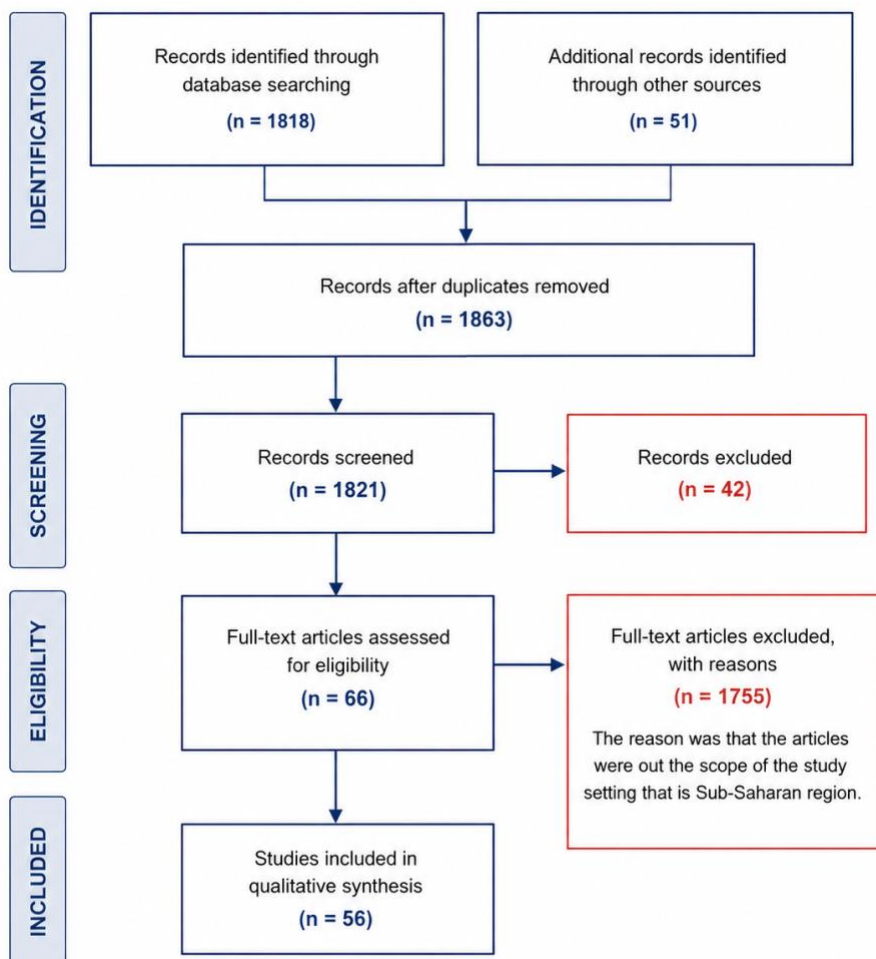 IDENTIFICATION
Records identified through
database searching
(n = 1818)
Additional records identified
through other sources
(n = 51)
Records after duplicates removed
(n = 1863)
SCREENING
Records screened
(n = 1821)
Records excluded
(n = 42)
ELIGIBILITY
Full-text articles assessed
for eligibility
(n = 66)
Full-text articles excluded,
with reasons
(n = 1755)
The reason was that the articles
were out the scope of the study
setting that is Sub-Saharan region.
INCLUDED
Studies included in
qualitative synthesis
(n = 56)